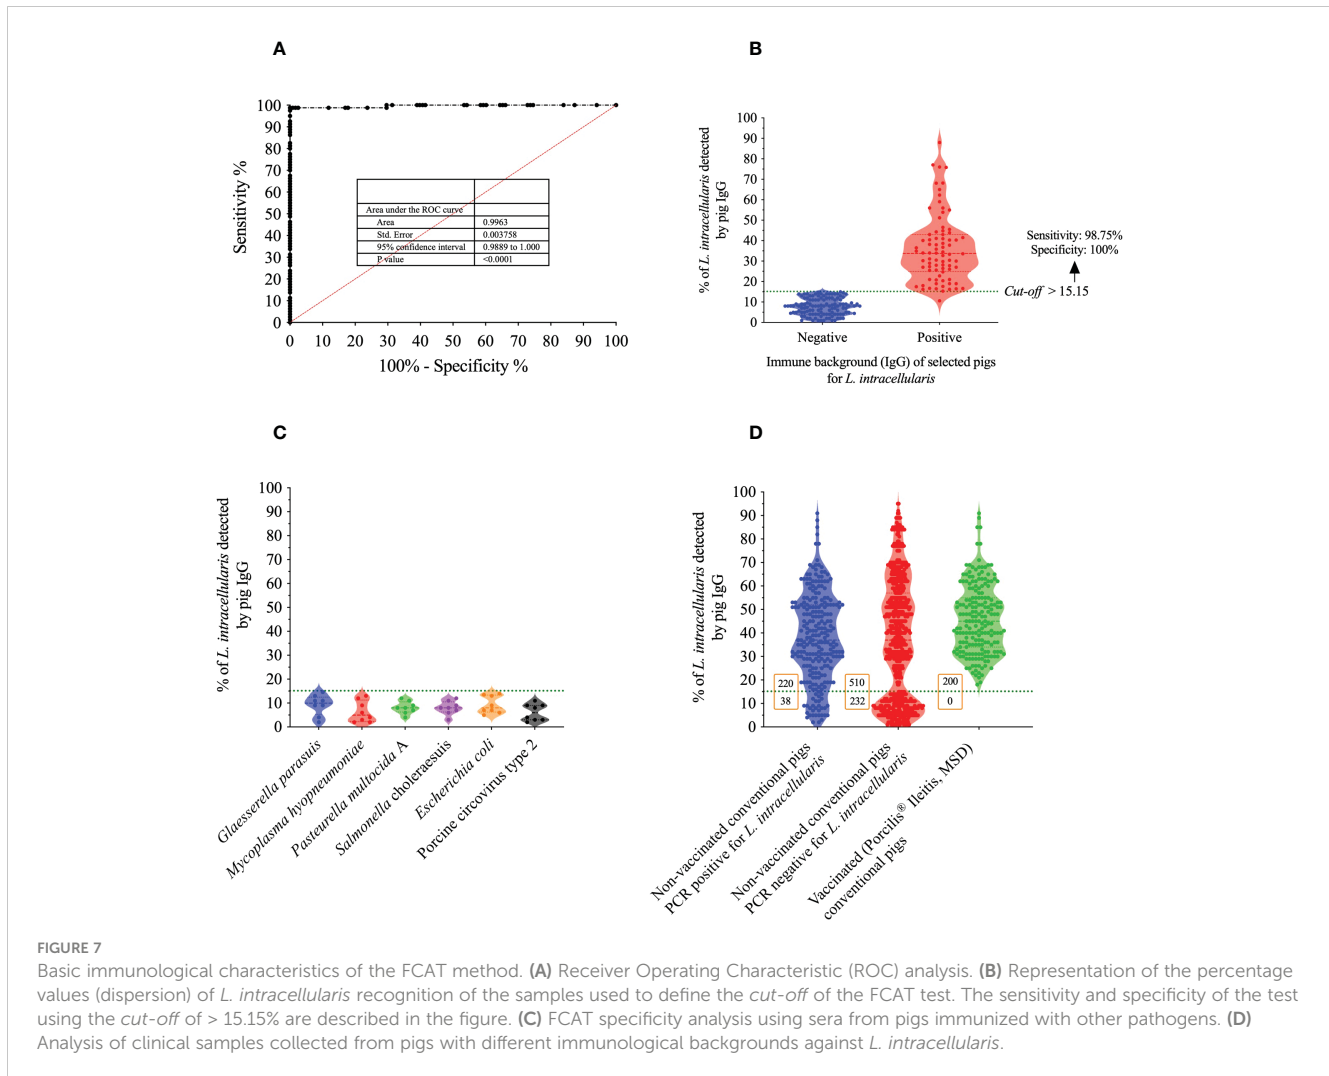 A
100
90
80
70
60
50
40
30
20
10
0
Sensitivity %
0 10 20 30 40 50 60 70 80 90 100
100% - Specificity %
Area under the ROC curve
Area 0.9963
Std. Error 0.003758
95% confidence interval 0.9889 to 1.000
P value <0.0001
B
100
90
80
70
60
50
40
30
20
10
0
% of L. intracellularis detected
by pig IgG
Sensitivity: 98.75%
Specificity: 100%
Cut-off > 15.15
Negative Positive
Immune background (IgG) of selected pigs
for L. intracellularis
C
100
90
80
70
60
50
40
30
20
10
0
% of L. intracellularis detected
by pig IgG
Glaesserella parasuis
Mycoplasma hyopneumoniae
Pasteurella multocida A
Salmonella choleraesuis
Escherichia coli
Porcine circovirus type 2
D
100
90
80
70
60
50
40
30
20
10
0
% of L. intracellularis detected
by pig IgG
220
38
510
232
200
0
Non-vaccinated conventional pigs
PCR positive for L. intracellularis
Non-vaccinated conventional pigs
PCR negative for L. intracellularis
Vaccinated (Porcilis® Ileitis, MSD)
conventional pigs
FIGURE 7
Basic immunological characteristics of the FCAT method. (A) Receiver Operating Characteristic (ROC) analysis. (B) Representation of the percentage
values (dispersion) of L. intracellularis recognition of the samples used to define the cut-off of the FCAT test. The sensitivity and specificity of the test
using the cut-off of > 15.15% are described in the figure. (C) FCAT specificity analysis using sera from pigs immunized with other pathogens. (D)
Analysis of clinical samples collected from pigs with different immunological backgrounds against L. intracellularis.